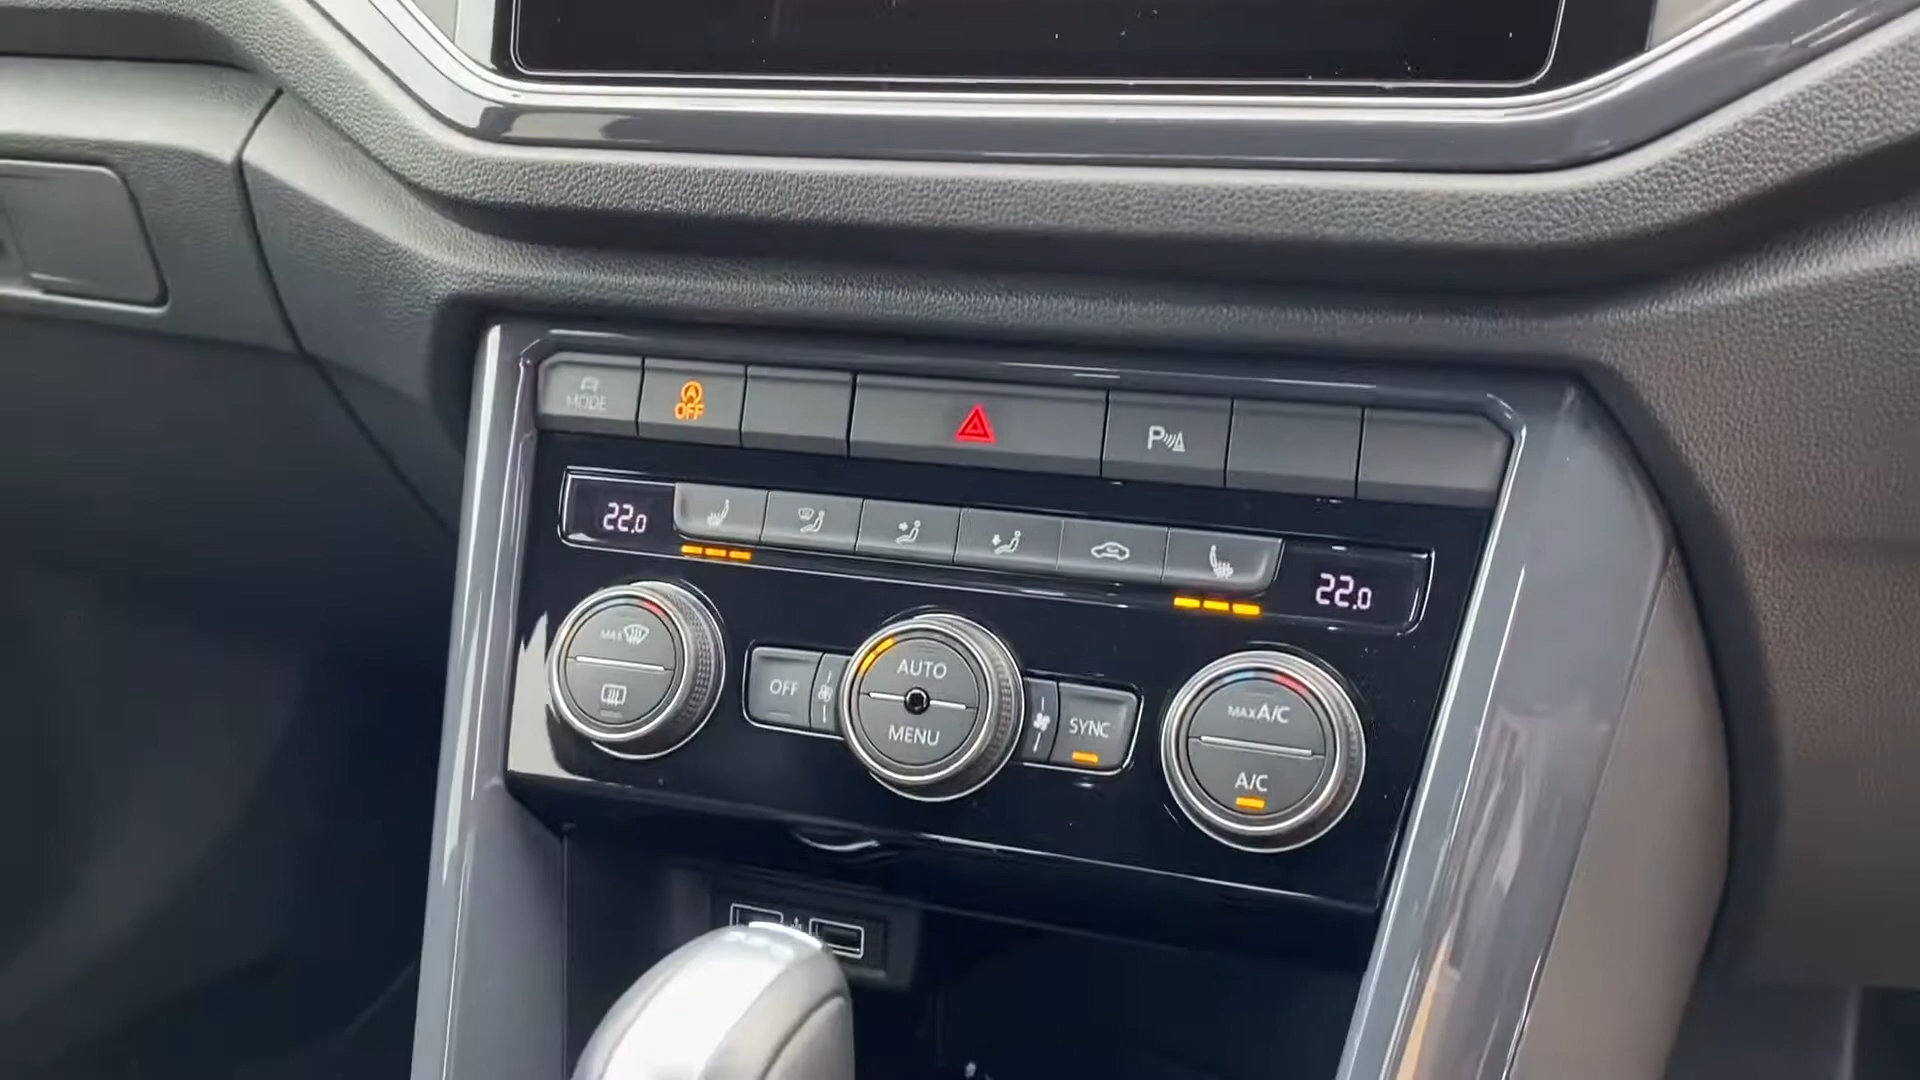 MODE
A
OFF
P
22.0
22.0
MAX
OFF
AUTO
MENU
SYNC
MAX A/C
A/C